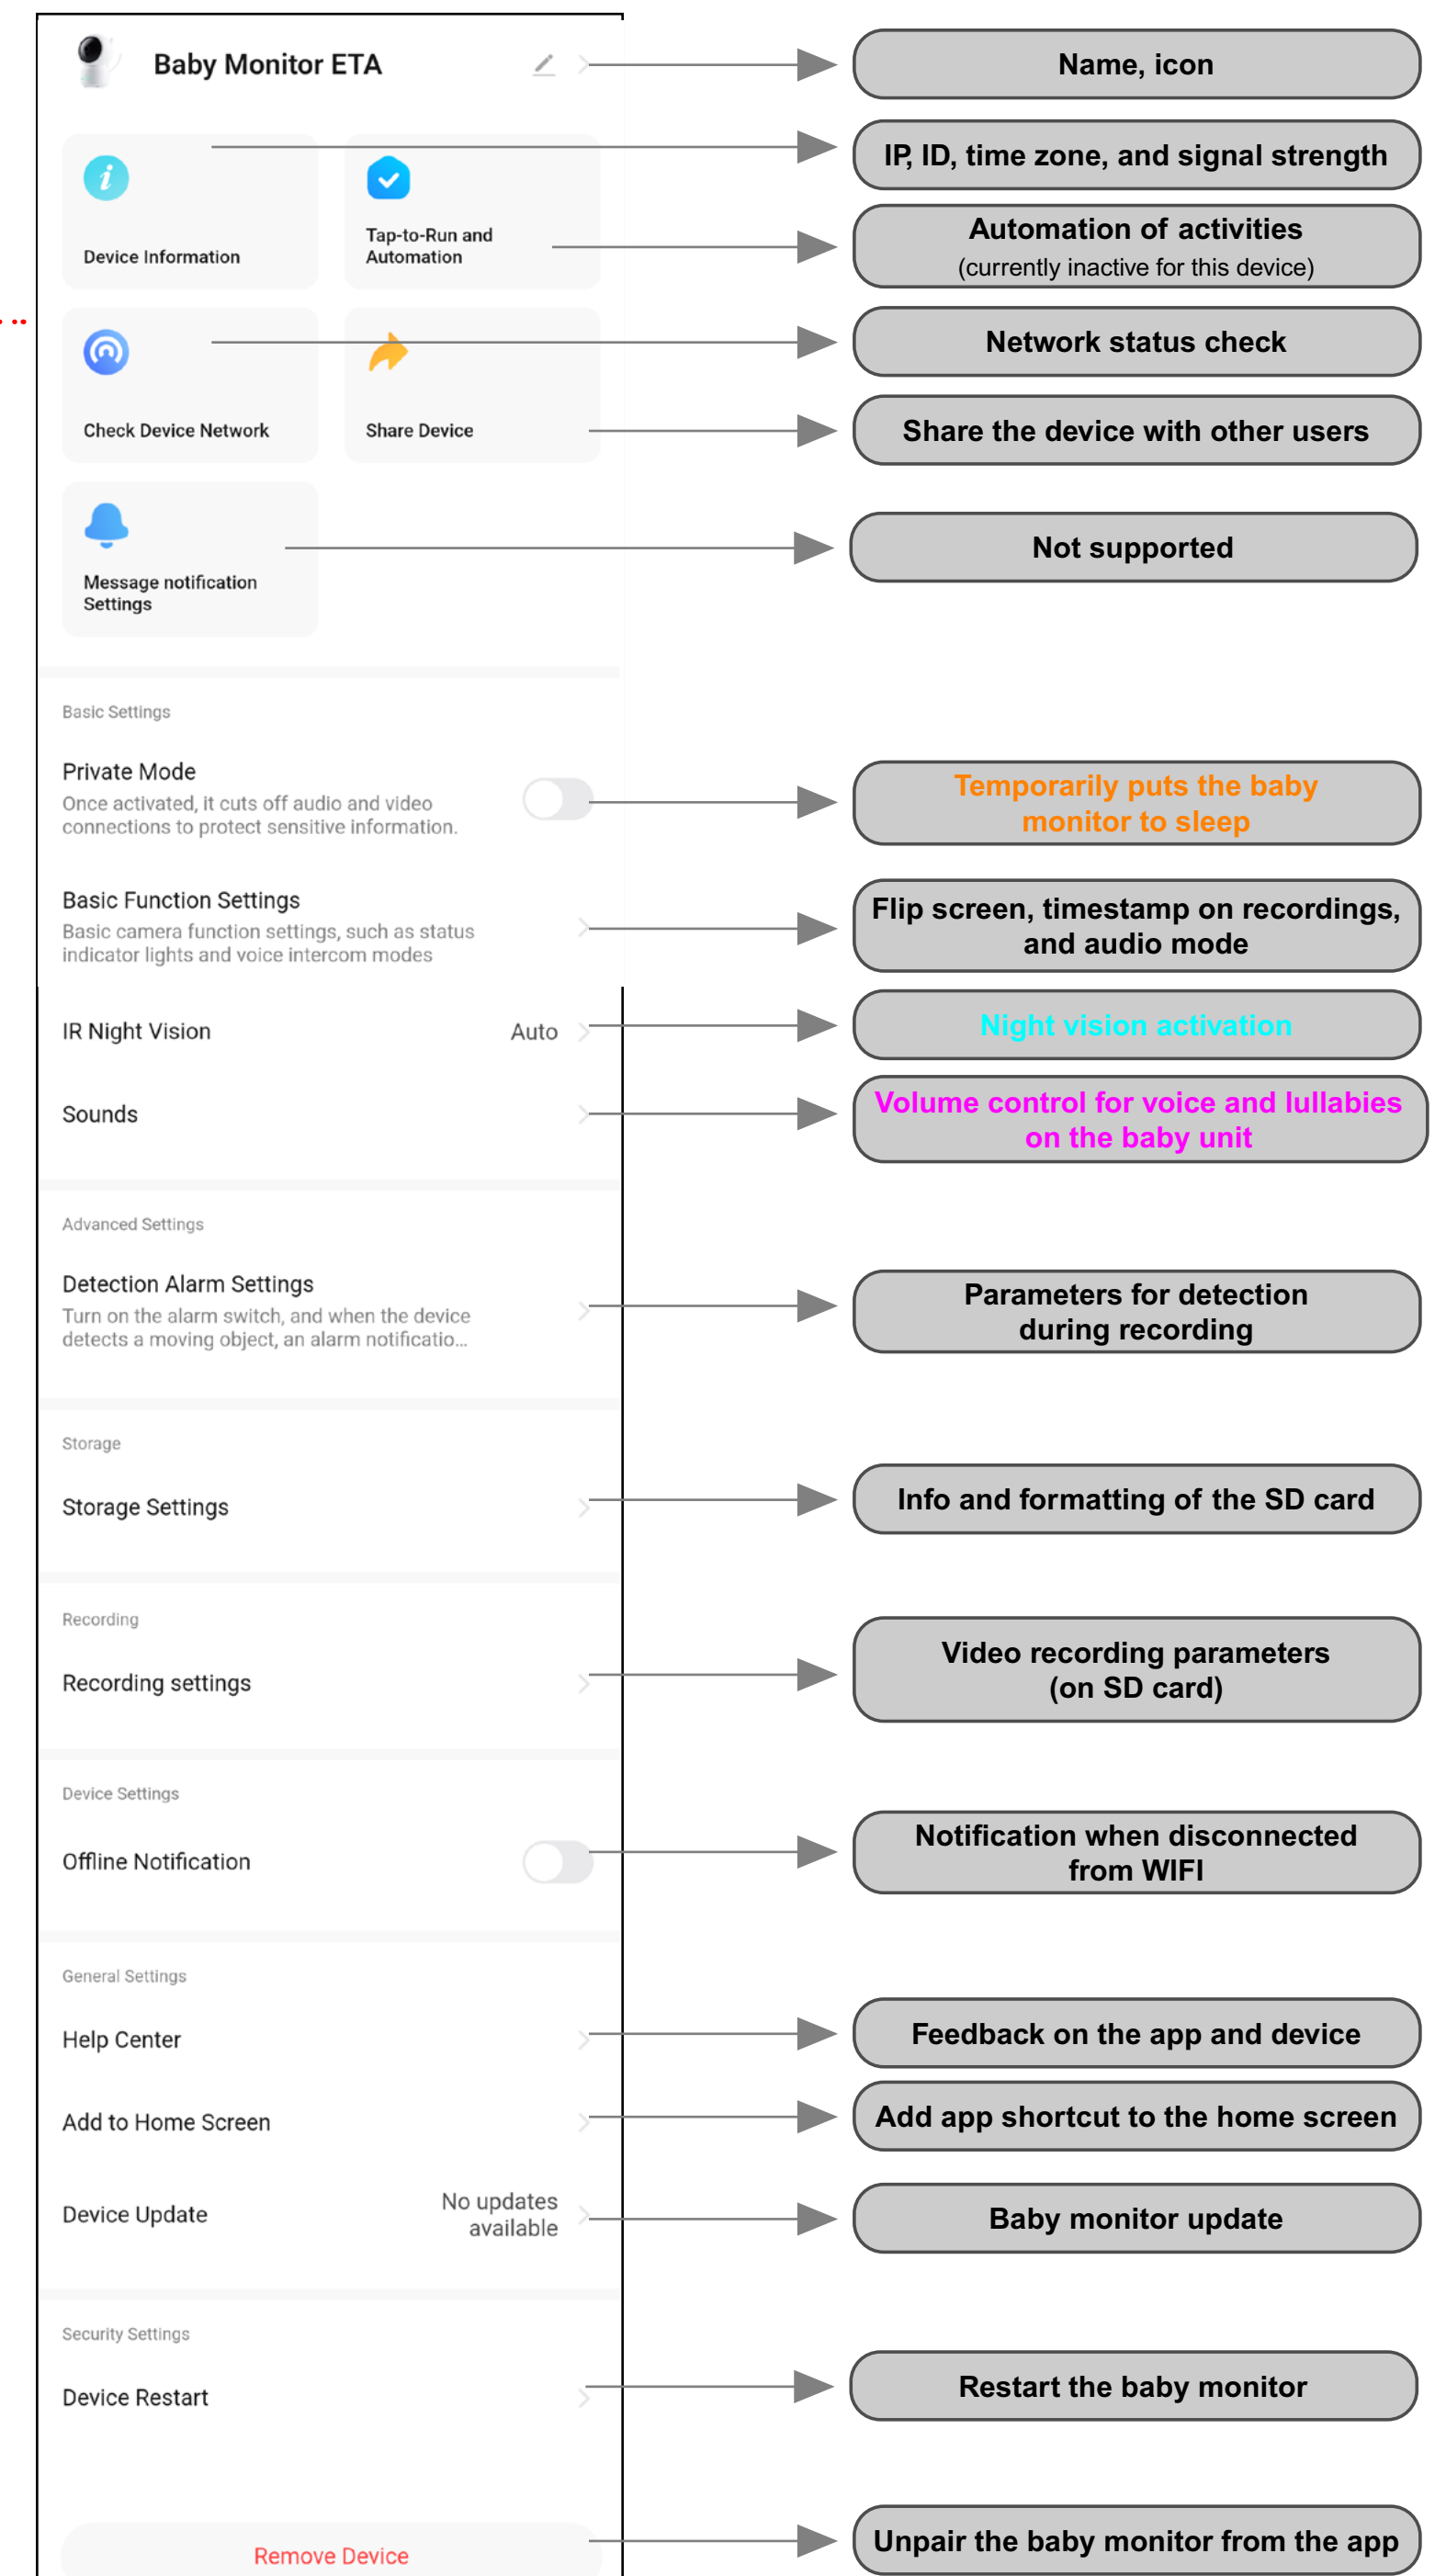 Baby Monitor ETA
Name, icon
IP, ID, time zone, and signal strength
Device Information
Tap-to-Run and
Automation
Automation of activities
(currently inactive for this device)
Network status check
Check Device Network
Share Device
Share the device with other users
Message notification
Settings
Not supported
Basic Settings
Private Mode
Once activated, it cuts off audio and video
connections to protect sensitive information.
Temporarily puts the baby
monitor to sleep
Basic Function Settings
Basic camera function settings, such as status
indicator lights and voice intercom modes
Flip screen, timestamp on recordings,
and audio mode
IR Night Vision
Auto
Night vision activation
Sounds
Volume control for voice and lullabies
on the baby unit
Advanced Settings
Detection Alarm Settings
Turn on the alarm switch, and when the device
detects a moving object, an alarm notificatio...
Parameters for detection
during recording
Storage
Storage Settings
Info and formatting of the SD card
Recording
Recording settings
Video recording parameters
(on SD card)
Device Settings
Offline Notification
Notification when disconnected
from WIFI
General Settings
Help Center
Feedback on the app and device
Add to Home Screen
Add app shortcut to the home screen
Device Update
No updates
available
Baby monitor update
Security Settings
Device Restart
Restart the baby monitor
Remove Device
Unpair the baby monitor from the app